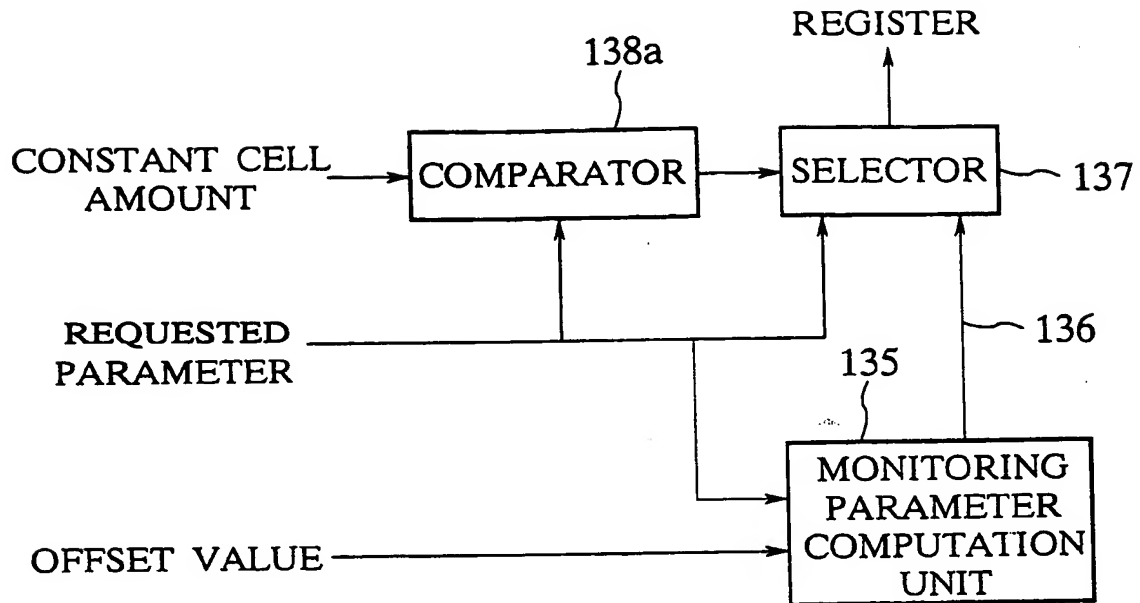 REGISTER
138a
CONSTANT CELL
AMOUNT
COMPARATOR
SELECTOR
137
REQUESTED
PARAMETER
136
135
MONITORING
PARAMETER
COMPUTATION
UNIT
OFFSET VALUE